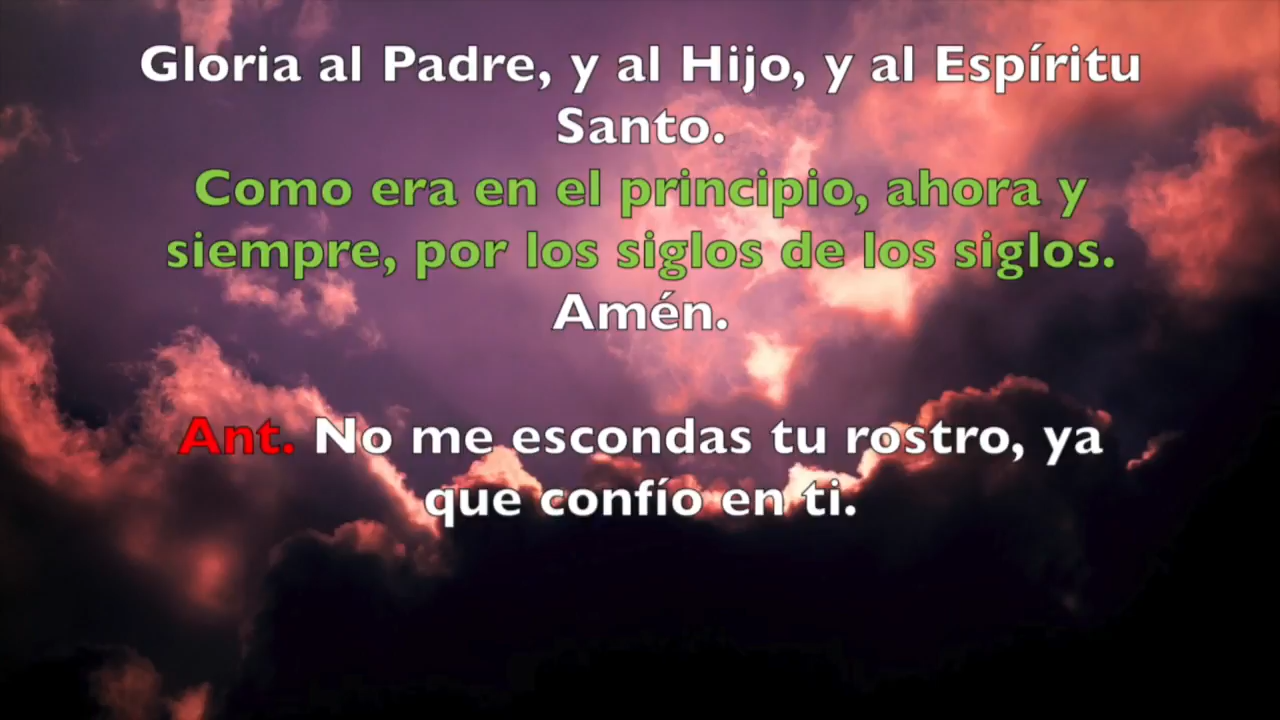 Gloria al Padre, y al Hijo, y al Espíritu
Santo.
Como era en el principio, ahora y
siempre, por los siglos de los siglos.
Amén.
Ant. No me escondas tu rostro, ya
que confío en ti.